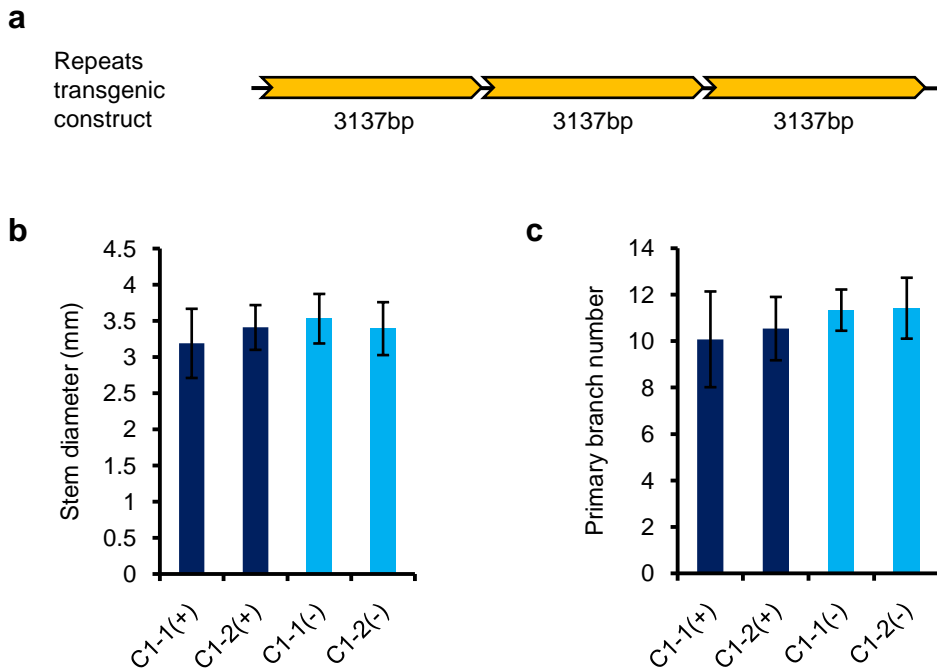 a
Repeats
transgenic
construct
3137bp 3137bp 3137bp
b
Stem diameter (mm)
4.5
4
3.5
3
2.5
2
1.5
1
0.5
0
C1-1(+) C1-2(+) C1-1(-) C1-2(-)
c
Primary branch number
14
12
10
8
6
4
2
0
C1-1(+) C1-2(+) C1-1(-) C1-2(-)